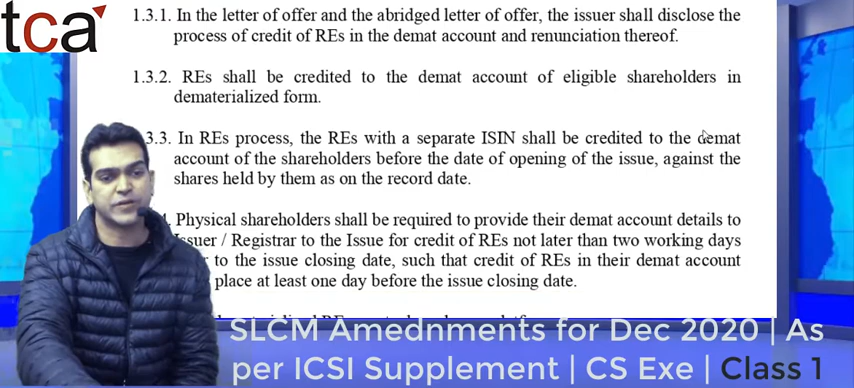 tca
1.3.1. In the letter of offer and the abridged letter of offer, the issuer shall disclose the
process of credit of REs in the demat account and renunciation thereof.
1.3.2. REs shall be credited to the demat account of eligible shareholders in
dematerialized form.
3.3. In REs process, the REs with a separate ISIN shall be credited to the demat
account of the shareholders before the date of opening of the issue, against the
shares held by them as on the record date.
Physical shareholders shall be required to provide their demat account details to
Issuer / Registrar to the Issue for credit of REs not later than two working days
to the issue closing date, such that credit of REs in their demat account
place at least one day before the issue closing date.
SLCM Amednments for Dec 2020 | As
per ICSI Supplement | CS Exe | Class 1